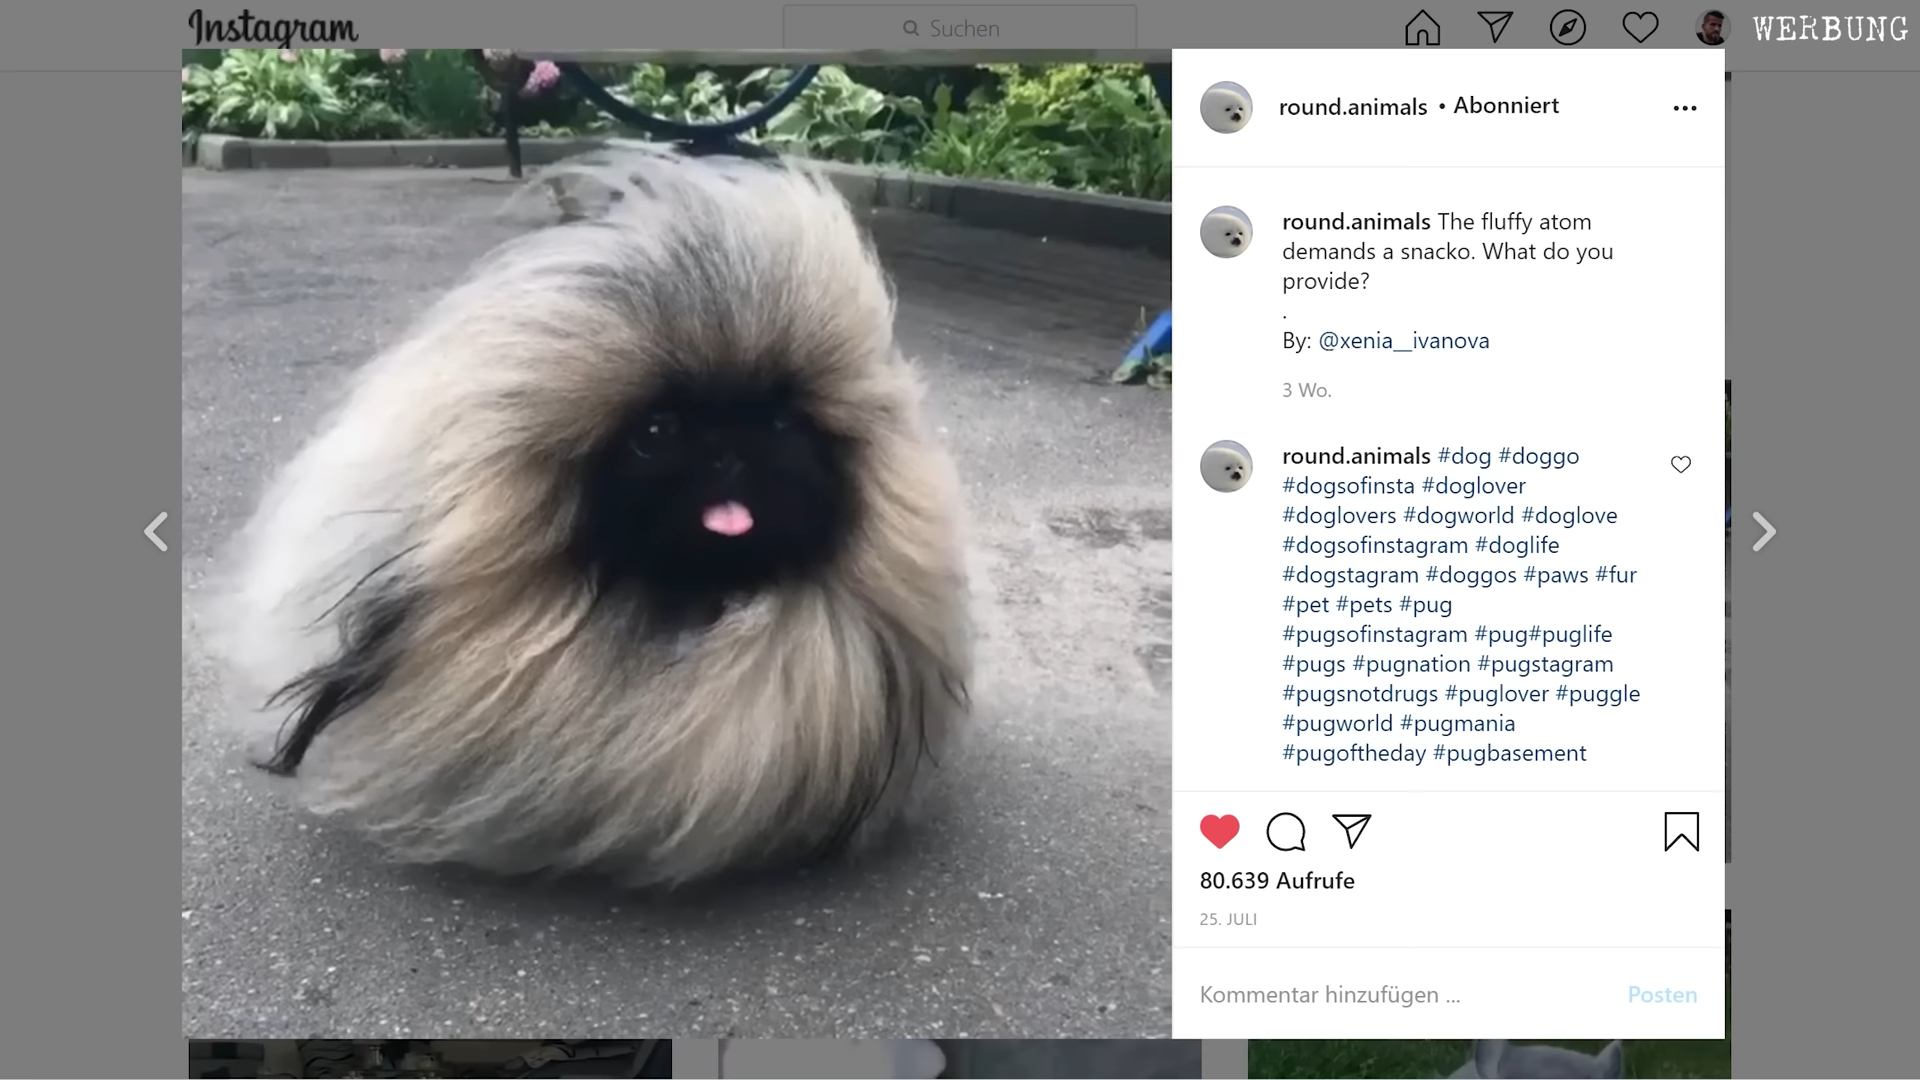 Instagram
Suchen
WERBUNG
round.animals • Abonniert
round.animals The fluffy atom
demands a snacko. What do you
provide?
.
By: @xenia__ivanova
3 Wo.
round.animals #dog #doggo
#dogsofinsta #doglover
#doglovers #dogworld #doglove
#dogsofinstagram #doglife
#dogstagram #doggos #paws #fur
#pet #pets #pug
#pugsofinstagram #pug#puglife
#pugs #pugnation #pugstagram
#pugsnotdrugs #puglover #puggle
#pugworld #pugmania
#pugoftheday #pugbasement
80.639 Aufrufe
25. JULI
Kommentar hinzufügen ...
Posten